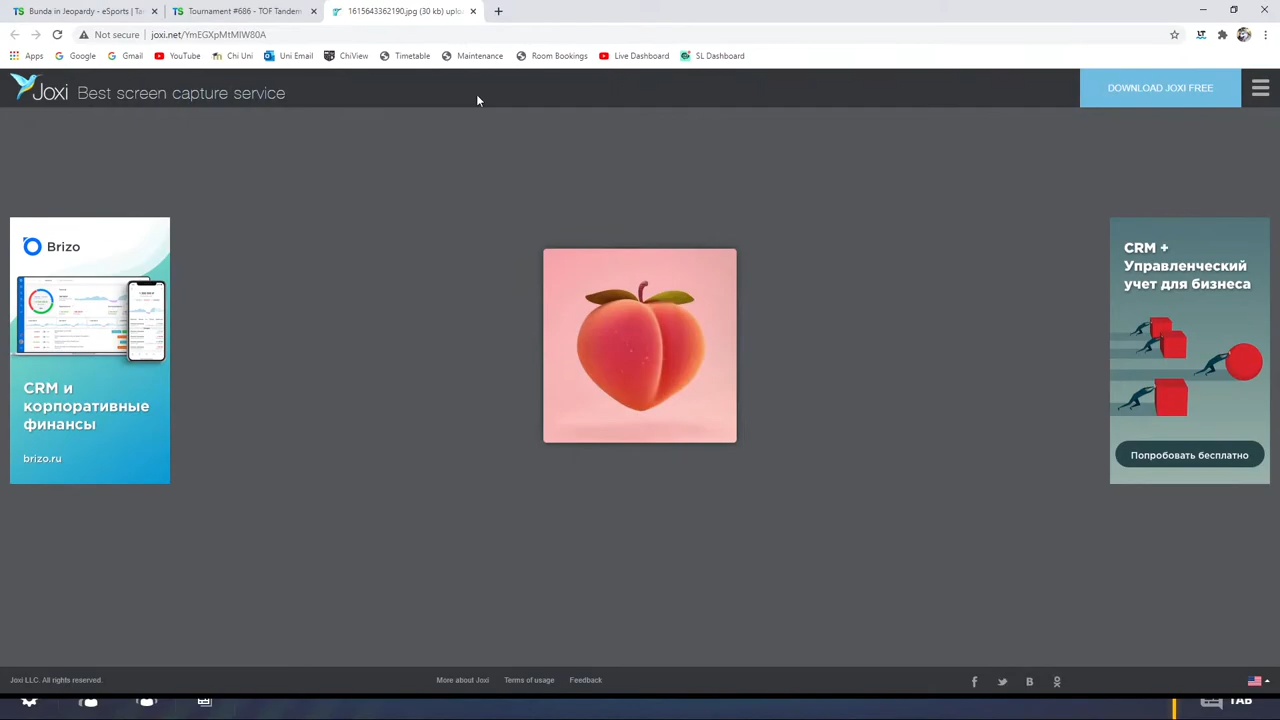 Bunda in Jeopardy - eSports | Tan
Tournament #686 - TOF Tandem
1615643362190.jpg (30 kb) uplo
Not secure | joxi.net/YmEGXpMtMlW80A
Apps Google Gmail YouTube Chi Uni Uni Email ChiView Timetable Maintenance Room Bookings Live Dashboard SL Dashboard
Joxi Best screen capture service
DOWNLOAD JOXI FREE
Brizo
CRM и
корпоративные
финансы
brizo.ru
CRM +
Управленческий
учет для бизнеса
Попробовать бесплатно
Joxi LLC. All rights reserved.
More about Joxi Terms of usage Feedback
TAB